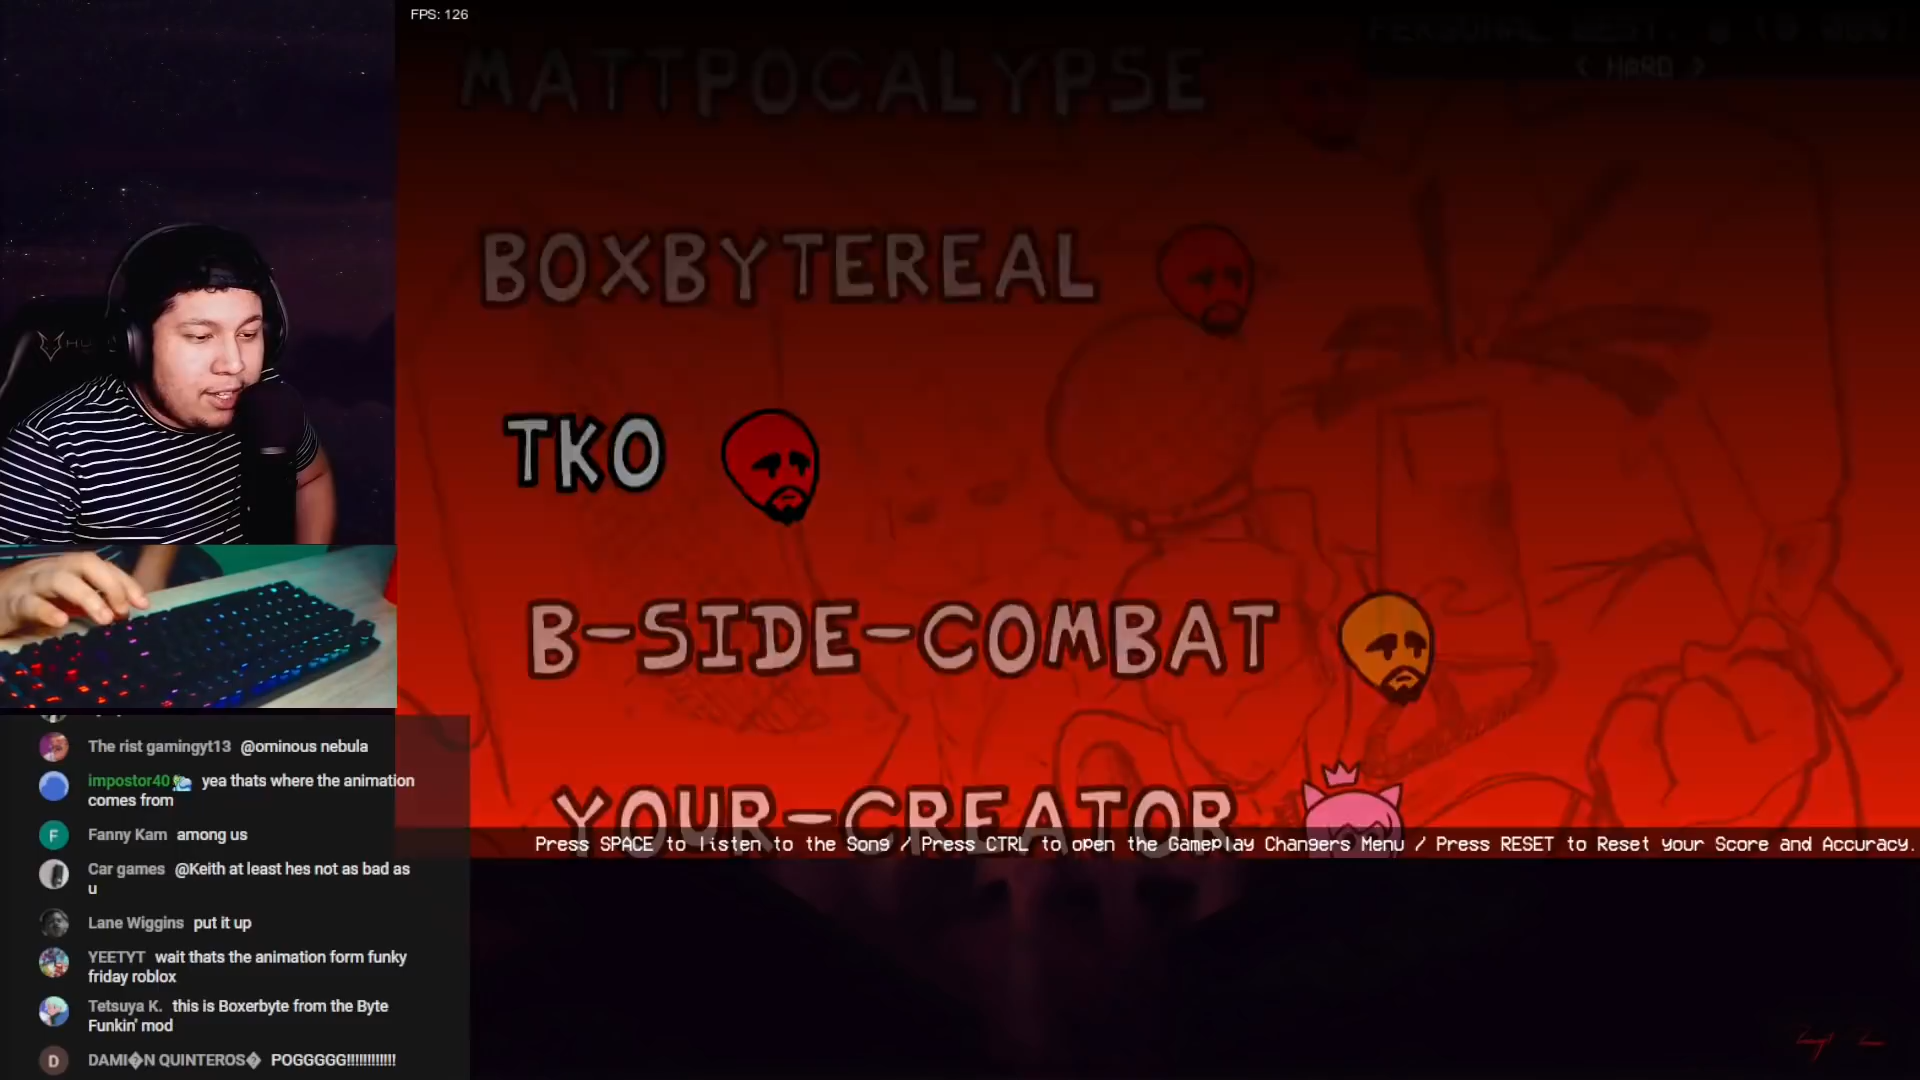 FPS: 126
MATTPOCALYPSE
PERSONAL BEST:
< HARD >
BOXBYTEREAL
TKO
B-SIDE-COMBAT
YOUR-CREATOR
Press SPACE to listen to the Song / Press CTRL to open the Gameplay Changers Menu / Press RESET to Reset your Score and Accuracy.
The rist gamingyt13 @ominous nebula
impostor40 yea thats where the animation
comes from
F Fanny Kam among us
Car games @Keith at least hes not as bad as
u
Lane Wiggins put it up
YEETYT wait thats the animation form funky
friday roblox
Tetsuya K. this is Boxerbyte from the Byte
Funkin' mod
D DAMI�N QUINTEROS� POGGGGG!!!!!!!!!!!!